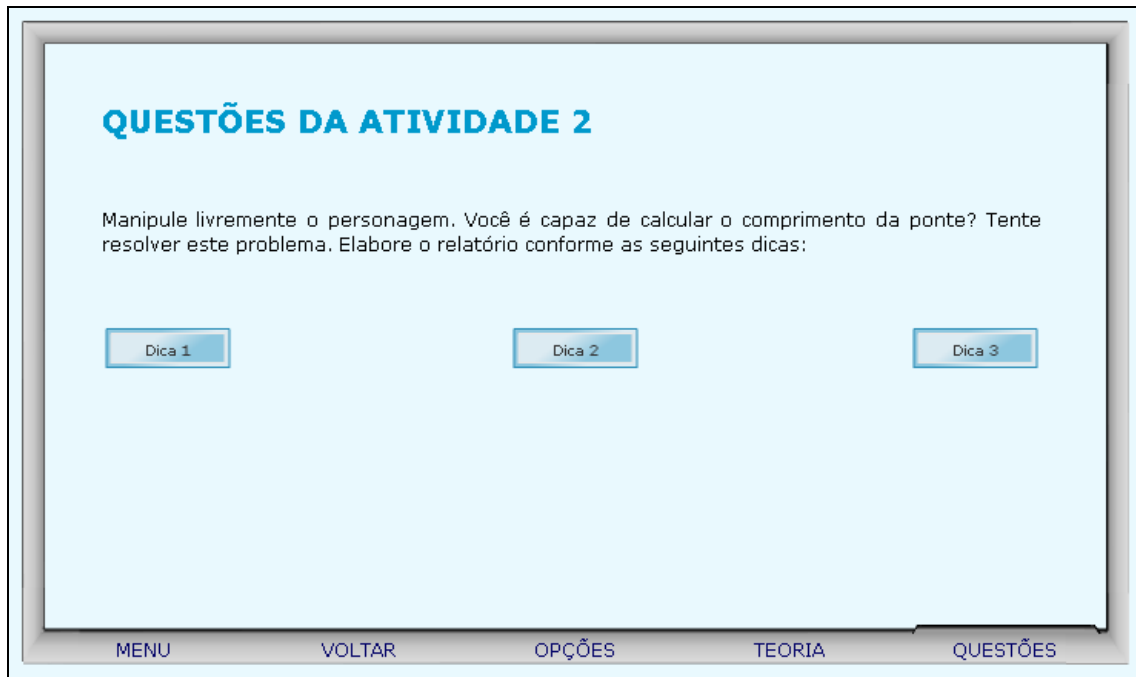 QUESTÕES DA ATIVIDADE 2
Manipule livremente o personagem. Você é capaz de calcular o comprimento da ponte? Tente
resolver este problema. Elabore o relatório conforme as seguintes dicas:
Dica 1
Dica 2
Dica 3
MENU
VOLTAR
OPÇÕES
TEORIA
QUESTÕES